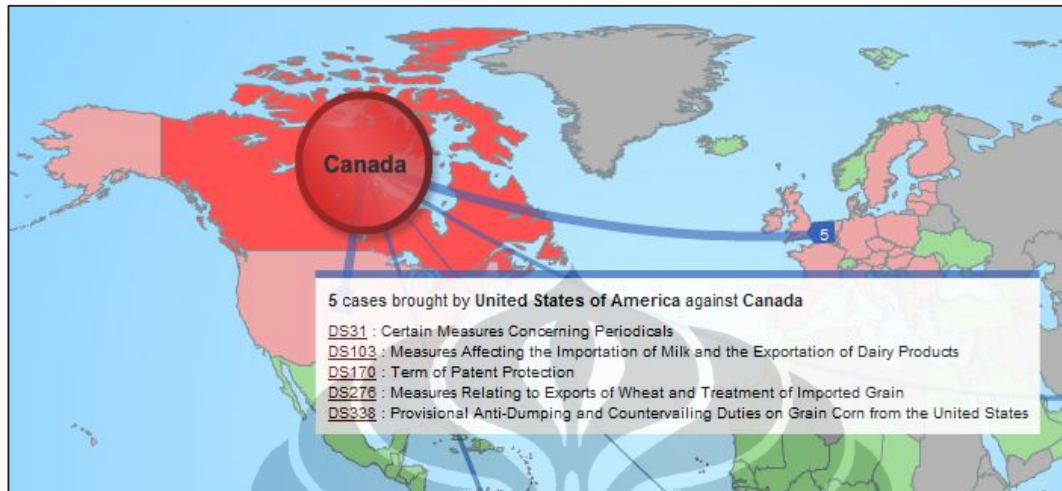 Canada
5
5 cases brought by United States of America against Canada
DS31 : Certain Measures Concerning Periodicals
DS103 : Measures Affecting the Importation of Milk and the Exportation of Dairy Products
DS170 : Term of Patent Protection
DS276 : Measures Relating to Exports of Wheat and Treatment of Imported Grain
DS338 : Provisional Anti-Dumping and Countervailing Duties on Grain Corn from the United States